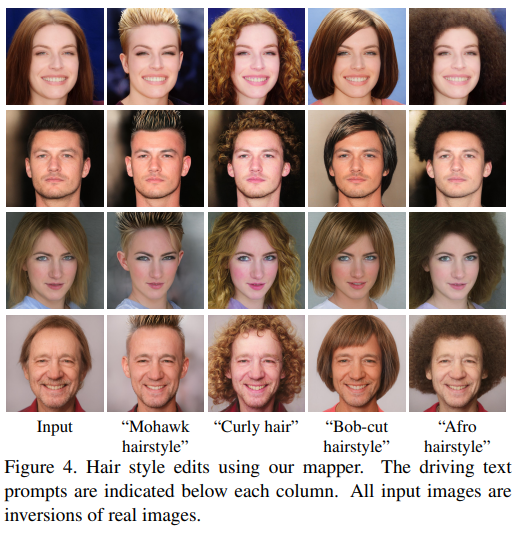 Input
“Mohawk hairstyle”
“Curly hair”
“Bob-cut hairstyle”
“Afro hairstyle”
Figure 4. Hair style edits using our mapper. The driving text
prompts are indicated below each column. All input images are
inversions of real images.